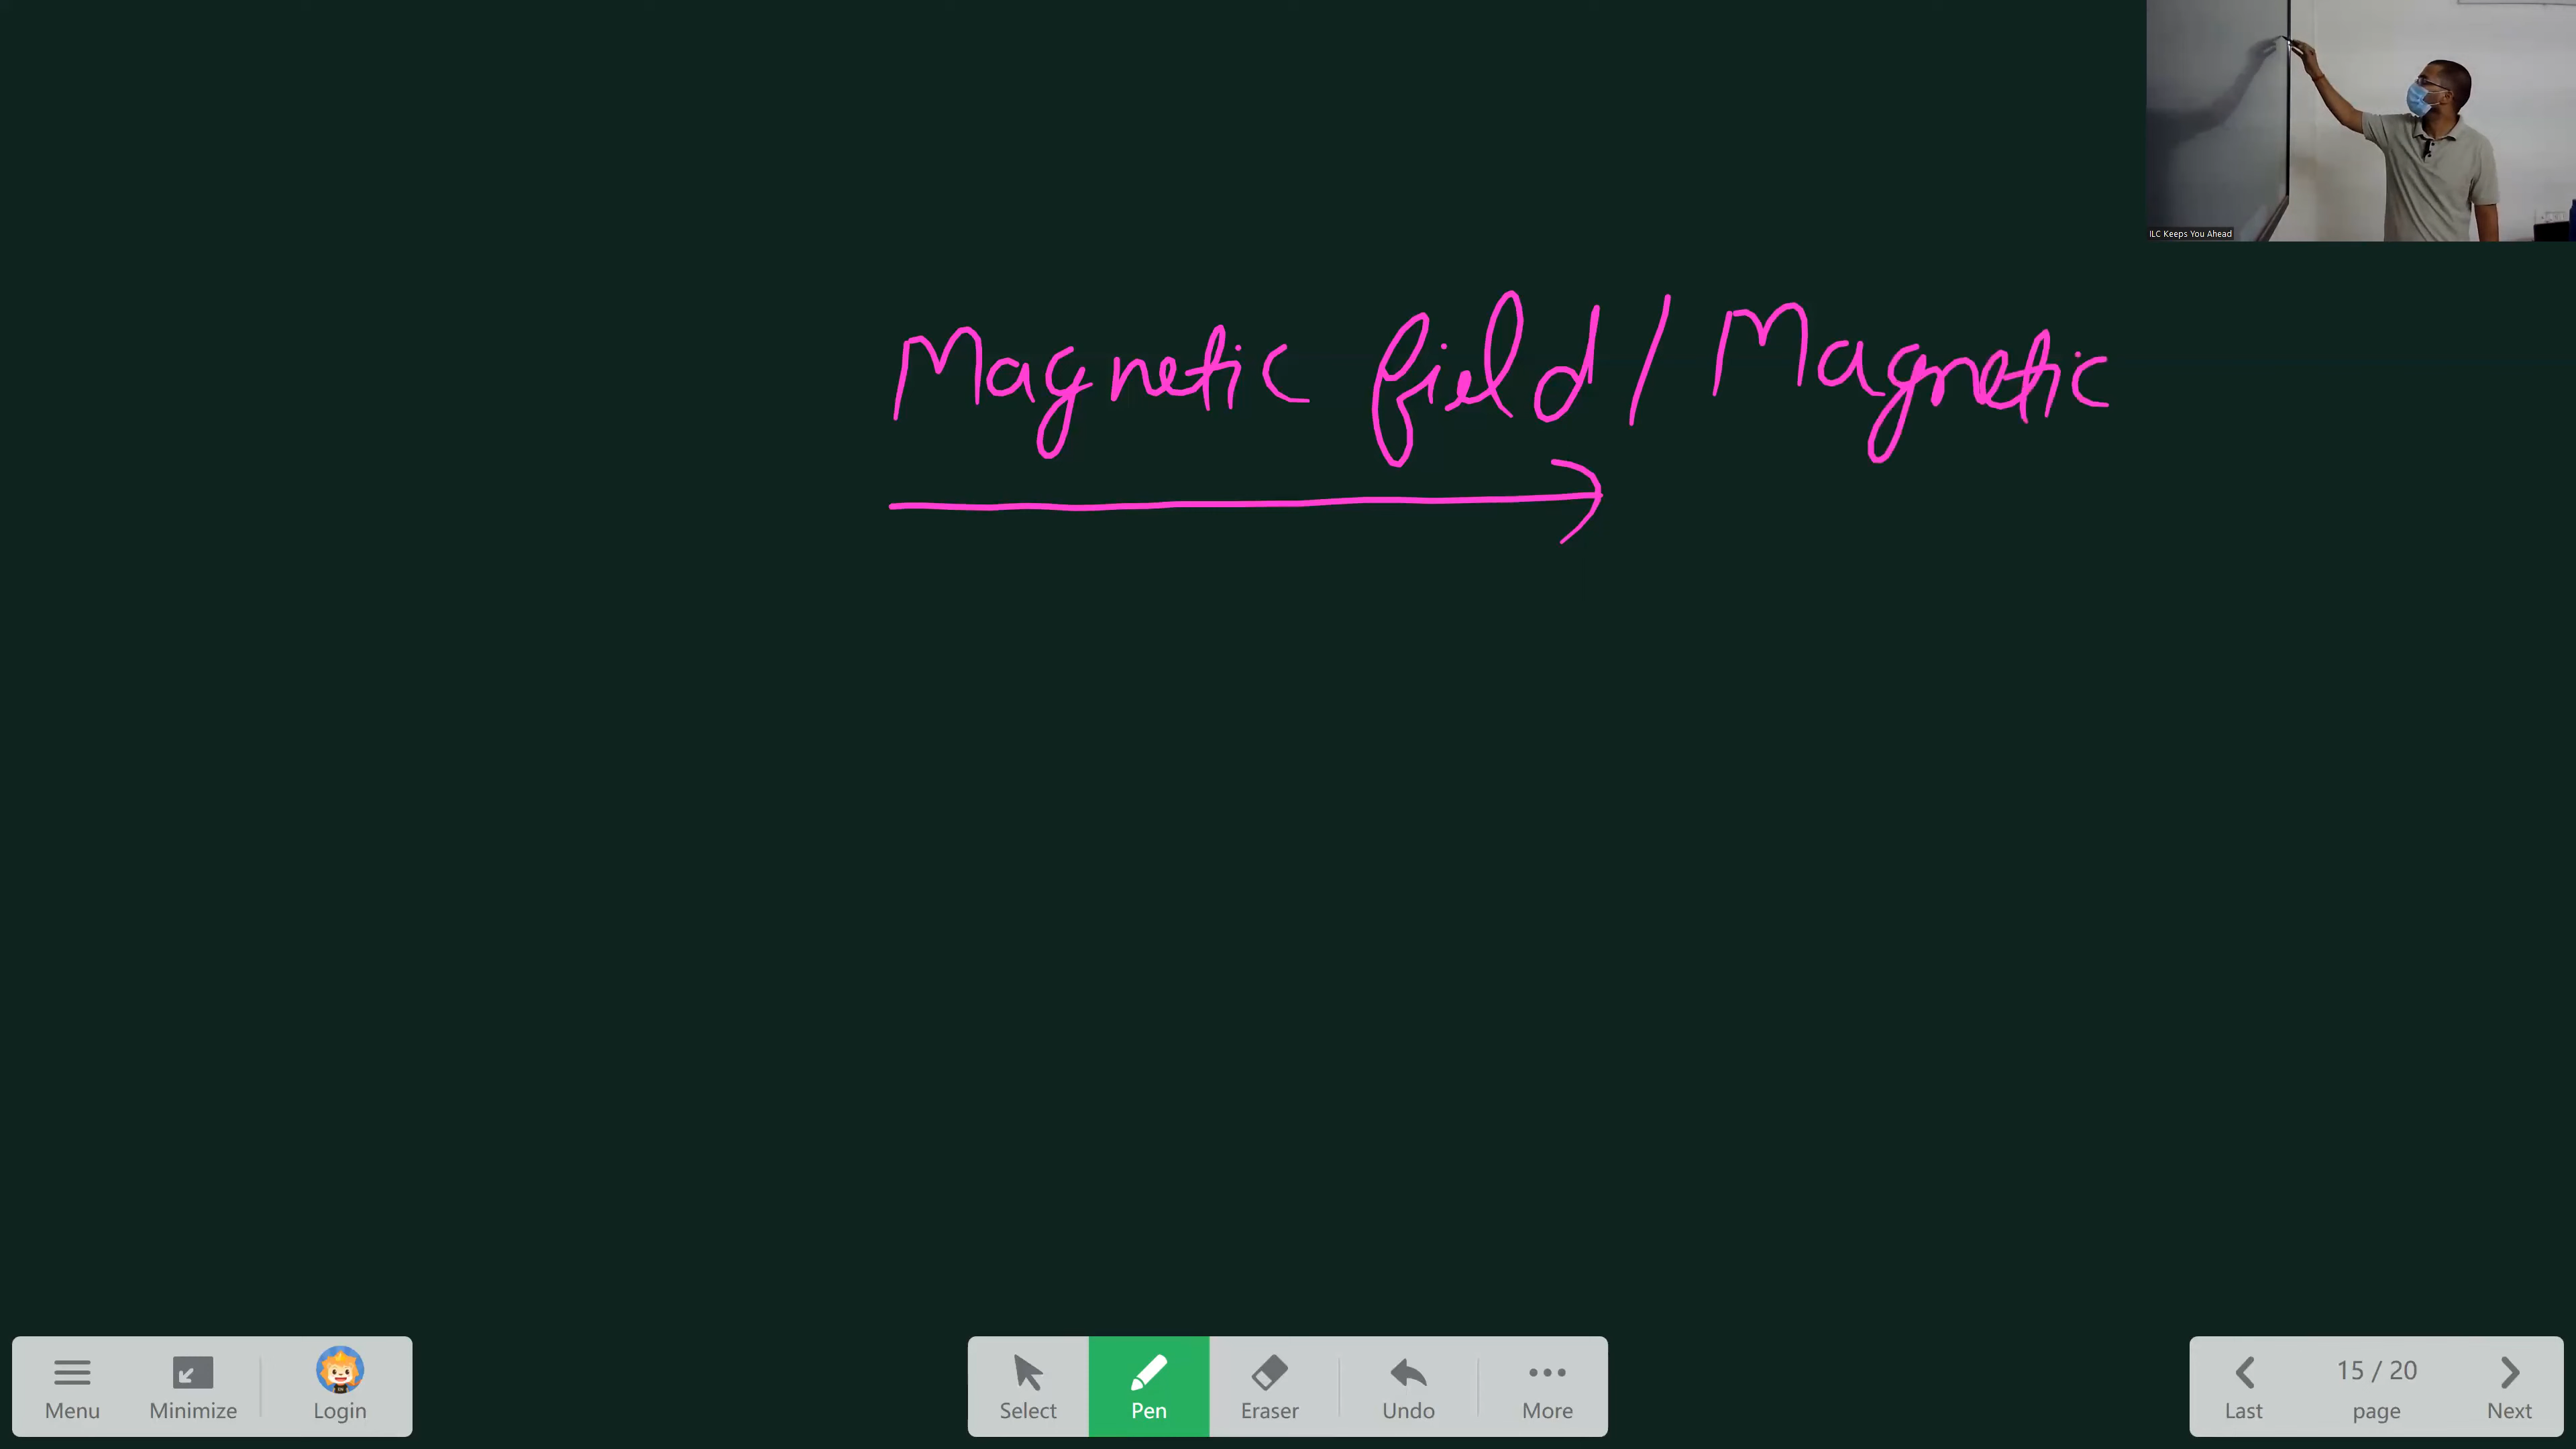 ILC Keeps You Ahead
Magnetic field / Magnetic
Menu
Minimize
Login
Select
Pen
Eraser
Undo
More
Last
15 / 20
page
Next